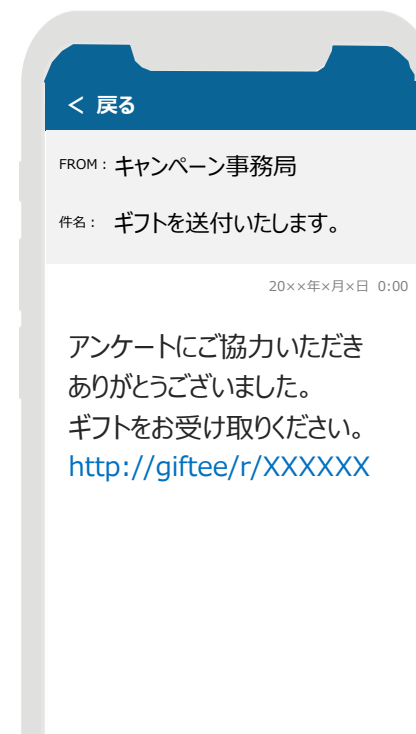 < 戻る
FROM：キャンペーン事務局
件名： ギフトを送付いたします。
20××年×月×日 0:00
アンケートにご協力いただき
ありがとうございました。
ギフトをお受け取りください。
http://giftee/r/XXXXXX